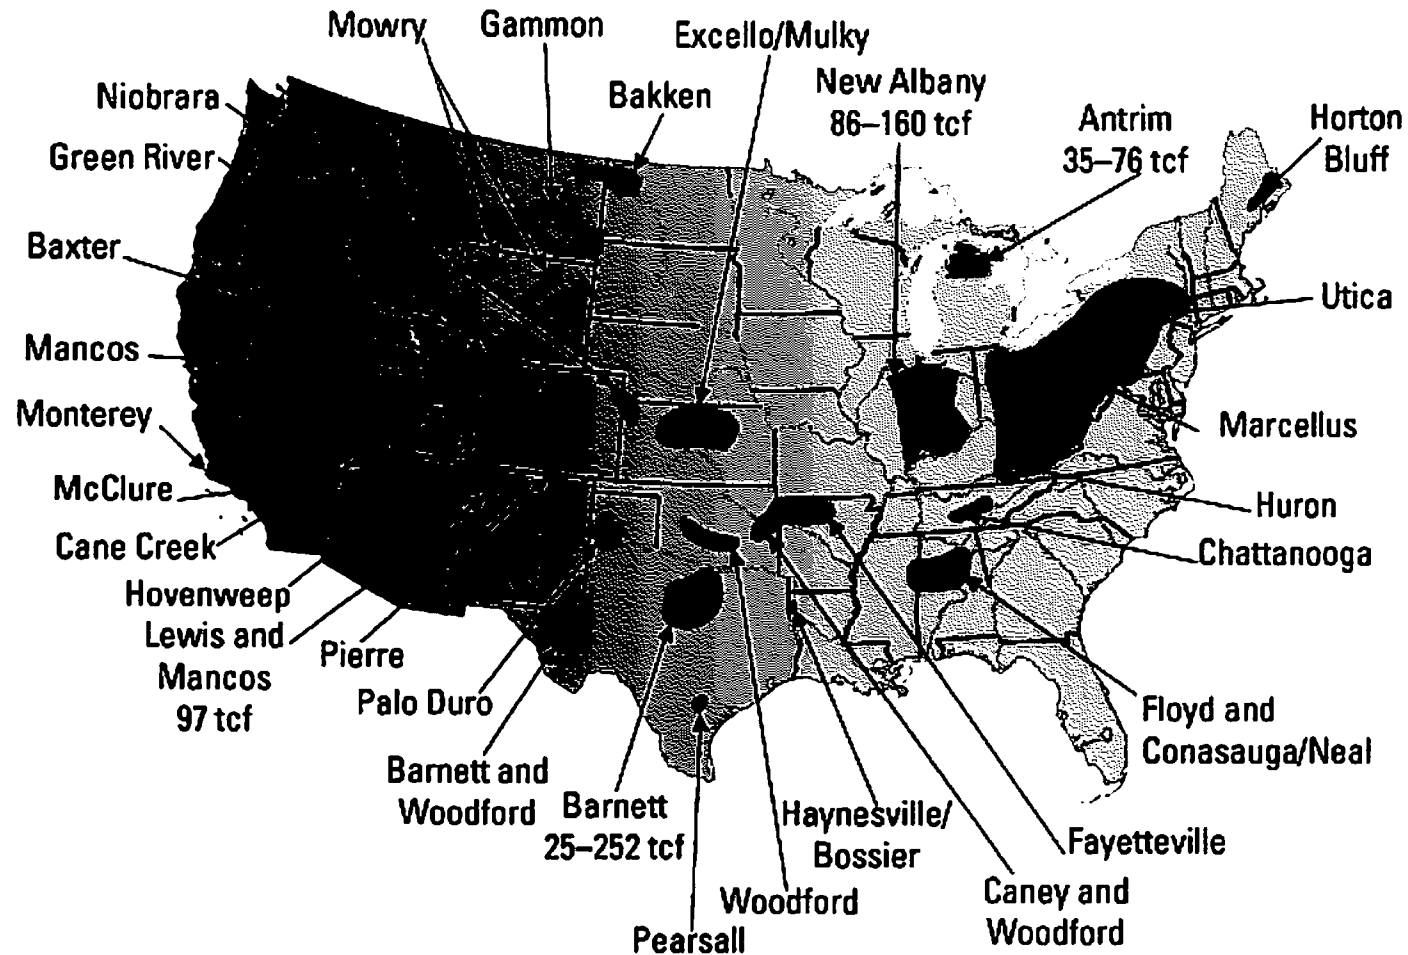 Mowry
Gammon
Excello/Mulky
Niobrara
Bakken
New Albany
86–160 tcf
Antrim
35–76 tcf
Horton
Bluff
Green River
Baxter
Utica
Mancos
Monterey
Marcellus
McClure
Huron
Cane Creek
Chattanooga
Hovenweep
Lewis and
Mancos
97 tcf
Pierre
Palo Duro
Floyd and
Conasauga/Neal
Barnett and
Woodford
Barnett
25–252 tcf
Haynesville/
Bossier
Fayetteville
Woodford
Caney and
Woodford
Pearsall